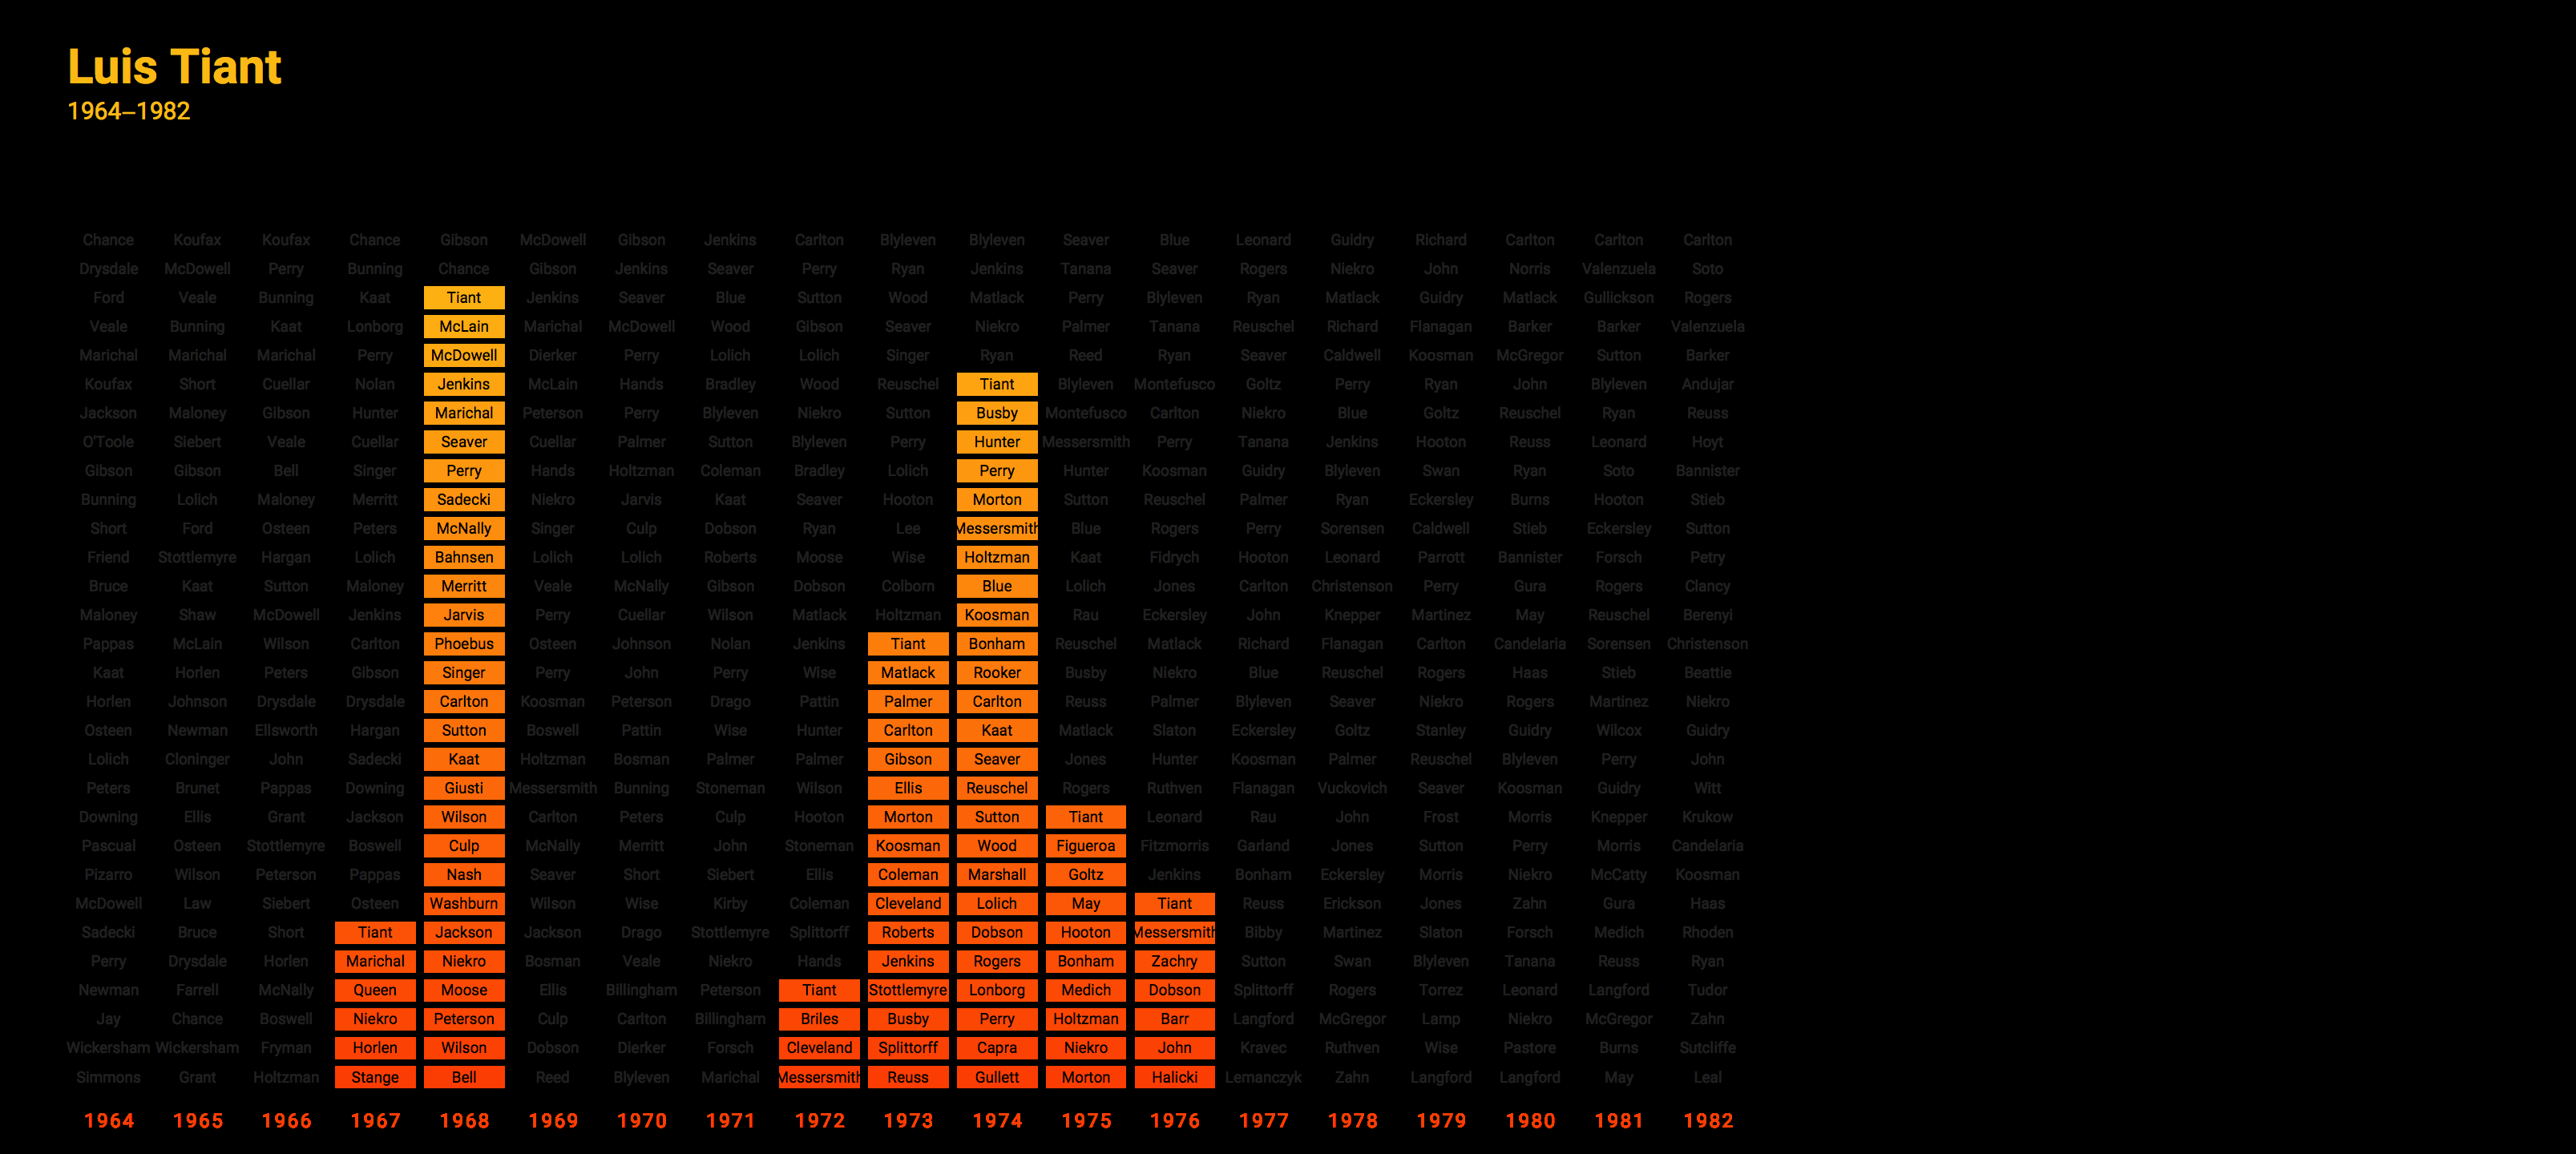 Luis Tiant
1964–1982
Chance Koufax Koufax Chance Gibson McDowell Gibson Jenkins Carlton Blyleven Blyleven Seaver Blue Leonard Guidry Richard Carlton Carlton Carlton
Drysdale McDowell Perry Bunning Chance Gibson Jenkins Seaver Perry Ryan Jenkins Tanana Seaver Rogers Niekro John Norris Valenzuela Soto
Ford Veale Bunning Kaat Tiant Jenkins Seaver Blue Sutton Wood Matlack Perry Blyleven Ryan Matlack Guidry Matlack Gullickson Rogers
Veale Bunning Kaat Lonborg McLain Marichal McDowell Wood Gibson Seaver Niekro Palmer Tanana Reuschel Richard Flanagan Barker Barker Valenzuela
Marichal Marichal Marichal Perry McDowell Dierker Perry Lolich Lolich Singer Ryan Reed Ryan Seaver Caldwell Koosman McGregor Sutton Barker
Koufax Short Cuellar Nolan Jenkins McLain Hands Bradley Wood Reuschel Tiant Blyleven Montefusco Goltz Perry Ryan John Blyleven Andujar
Jackson Maloney Gibson Hunter Marichal Peterson Perry Blyleven Niekro Sutton Busby Montefusco Carlton Niekro Blue Goltz Reuschel Ryan Reuss
O'Toole Siebert Veale Cuellar Seaver Cuellar Palmer Sutton Blyleven Perry Hunter Messersmith Perry Tanana Jenkins Hooton Reuss Leonard Hoyt
Gibson Gibson Bell Singer Perry Hands Holtzman Coleman Bradley Lolich Perry Hunter Koosman Guidry Blyleven Swan Ryan Soto Bannister
Bunning Lolich Maloney Merritt Sadecki Niekro Jarvis Kaat Seaver Hooton Morton Sutton Reuschel Palmer Ryan Eckersley Burns Hooton Stieb
Short Ford Osteen Peters McNally Singer Culp Dobson Ryan Lee Messersmith Blue Rogers Perry Sorensen Caldwell Stieb Eckersley Sutton
Friend Stottlemyre Hargan Lolich Bahnsen Lolich Lolich Roberts Moose Wise Holtzman Kaat Fidrych Hooton Leonard Parrott Bannister Forsch Petry
Bruce Kaat Sutton Maloney Merritt Veale McNally Gibson Dobson Colborn Blue Lolich Jones Carlton Christenson Perry Gura Rogers Clancy
Maloney Shaw McDowell Jenkins Jarvis Perry Cuellar Wilson Matlack Holtzman Koosman Rau Eckersley John Knepper Martinez May Reuschel Berenyi
Pappas McLain Wilson Carlton Phoebus Osteen Johnson Nolan Jenkins Tiant Bonham Reuschel Matlack Richard Flanagan Carlton Candelaria Sorensen Christenson
Kaat Horlen Peters Gibson Singer Perry John Perry Wise Matlack Rooker Busby Niekro Blue Reuschel Rogers Haas Stieb Beattie
Horlen Johnson Drysdale Drysdale Carlton Koosman Peterson Drago Pattin Palmer Carlton Reuss Palmer Blyleven Seaver Niekro Rogers Martinez Niekro
Osteen Newman Ellsworth Hargan Sutton Boswell Pattin Wise Hunter Carlton Kaat Matlack Slaton Eckersley Goltz Stanley Guidry Wilcox Guidry
Lolich Cloninger John Sadecki Kaat Holtzman Bosman Palmer Palmer Gibson Seaver Jones Hunter Koosman Palmer Reuschel Blyleven Perry John
Peters Brunet Pappas Downing Giusti Messersmith Bunning Stoneman Wilson Ellis Reuschel Rogers Ruthven Flanagan Vuckovich Seaver Koosman Guidry Witt
Downing Ellis Grant Jackson Wilson Carlton Peters Culp Hooton Morton Sutton Tiant Leonard Rau John Frost Morris Knepper Krukow
Pascual Osteen Stottlemyre Boswell Culp McNally Merritt John Stoneman Koosman Wood Figueroa Fitzmorris Garland Jones Sutton Perry Morris Candelaria
Pizarro Wilson Peterson Pappas Nash Seaver Short Siebert Ellis Coleman Marshall Goltz Jenkins Bonham Eckersley Morris Niekro McCatty Koosman
McDowell Law Siebert Osteen Washburn Wilson Wise Kirby Coleman Cleveland Lolich May Tiant Reuss Erickson Jones Zahn Gura Haas
Sadecki Bruce Short Tiant Jackson Jackson Drago Stottlemyre Splittorff Roberts Dobson Hooton Messersmith Bibby Martinez Slaton Forsch Medich Rhoden
Perry Drysdale Horlen Marichal Niekro Bosman Veale Niekro Hands Jenkins Rogers Bonham Zachry Sutton Swan Blyleven Tanana Reuss Ryan
Newman Farrell McNally Queen Moose Ellis Billingham Peterson Tiant Stottlemyre Lonborg Medich Dobson Splittorff Rogers Torrez Leonard Langford Tudor
Jay Chance Boswell Niekro Peterson Culp Carlton Billingham Briles Busby Perry Holtzman Barr Langford McGregor Lamp Niekro McGregor Zahn
Wickersham Wickersham Fryman Horlen Wilson Dobson Dierker Forsch Cleveland Splittorff Capra Niekro John Kravec Ruthven Wise Pastore Burns Sutcliffe
Simmons Grant Holtzman Stange Bell Reed Blyleven Marichal Messersmith Reuss Gullett Morton Halicki Lemanczyk Zahn Langford Langford May Leal
1964 1965 1966 1967 1968 1969 1970 1971 1972 1973 1974 1975 1976 1977 1978 1979 1980 1981 1982